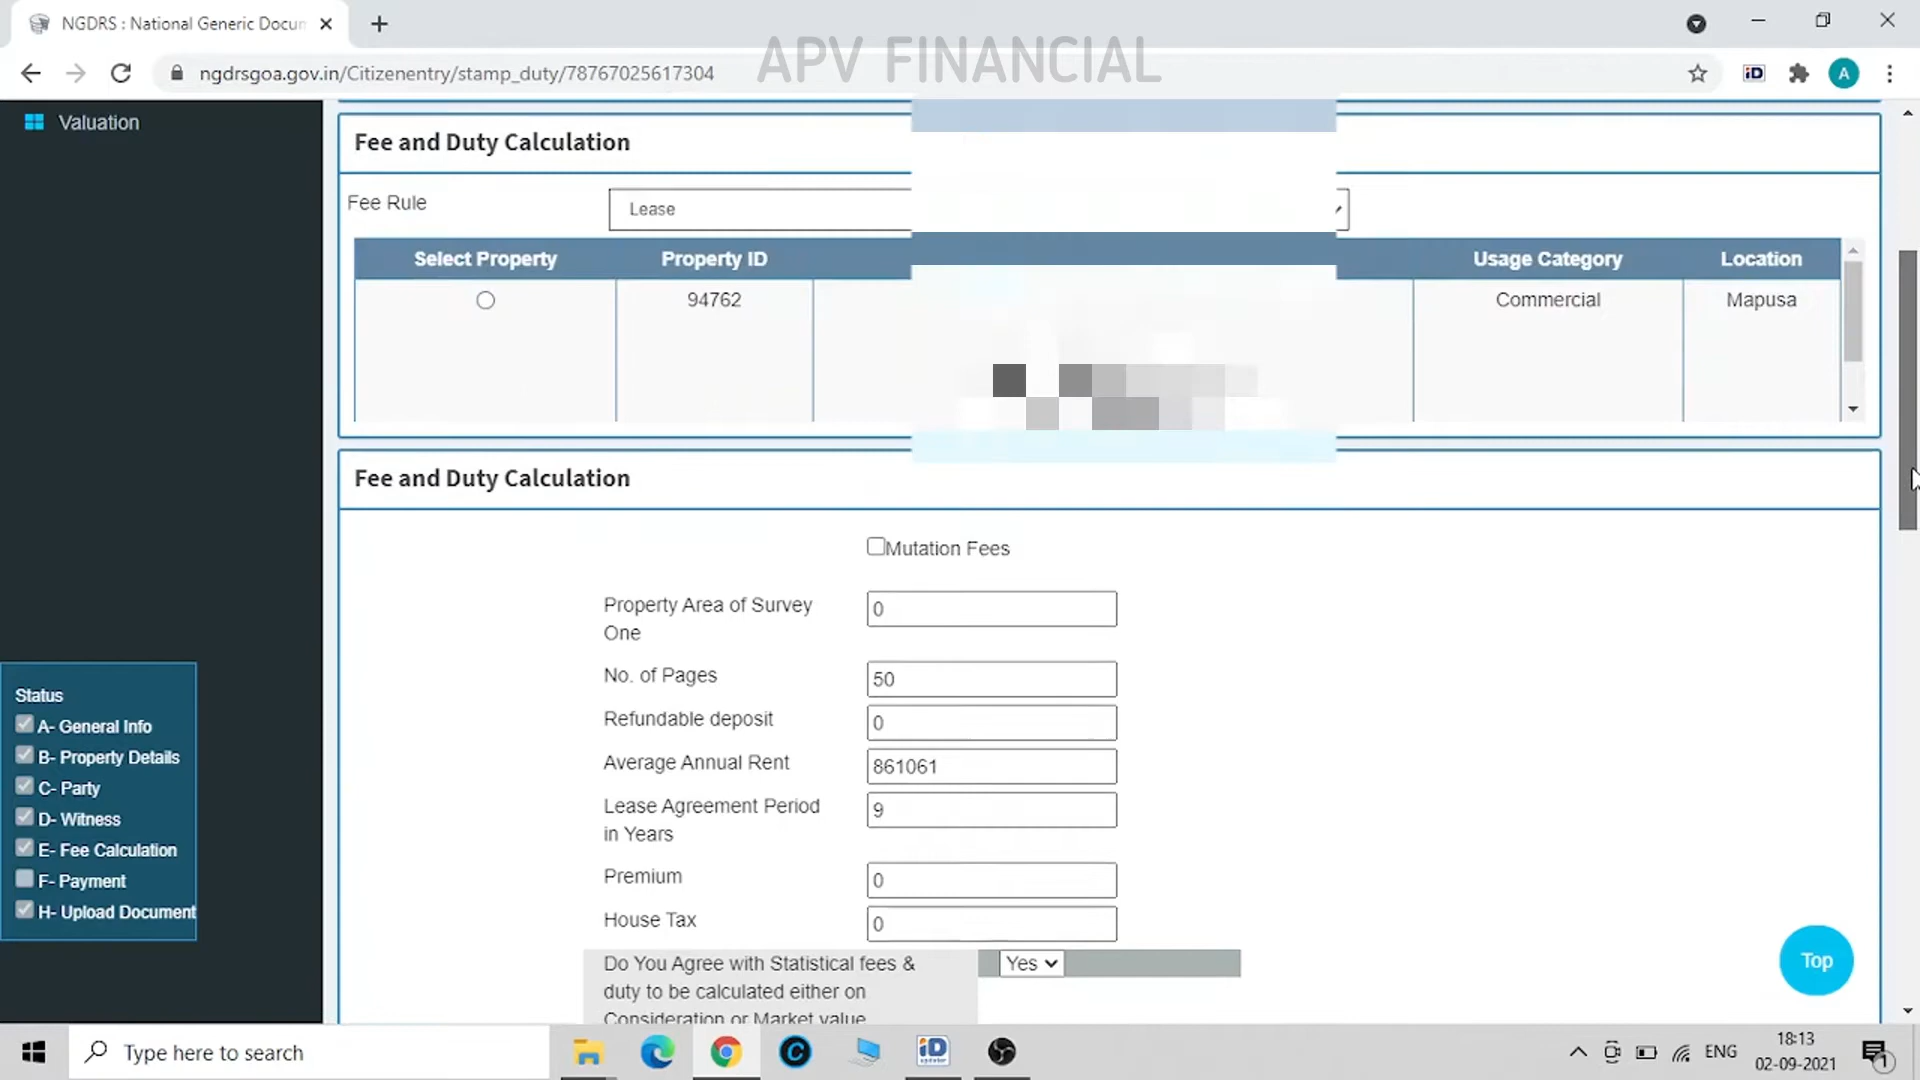 NGDRS : National Generic Docum
APV FINANCIAL
ngdrsgoa.gov.in/Citizenentry/stamp_duty/78767025617304
iD
A
Valuation
Fee and Duty Calculation
Fee Rule
Lease
Select Property
Property ID
Usage Category
Location
94762
Commercial
Mapusa
Fee and Duty Calculation
Mutation Fees
Property Area of Survey
One
0
No. of Pages
50
Refundable deposit
0
Average Annual Rent
861061
Lease Agreement Period
in Years
9
Premium
0
House Tax
0
Do You Agree with Statistical fees &
duty to be calculated either on
Consideration or Market value
Yes
Status
A- General Info
B- Property Details
C- Party
D- Witness
E- Fee Calculation
F- Payment
H- Upload Document
Top
Type here to search
ENG
18:13
02-09-2021
1